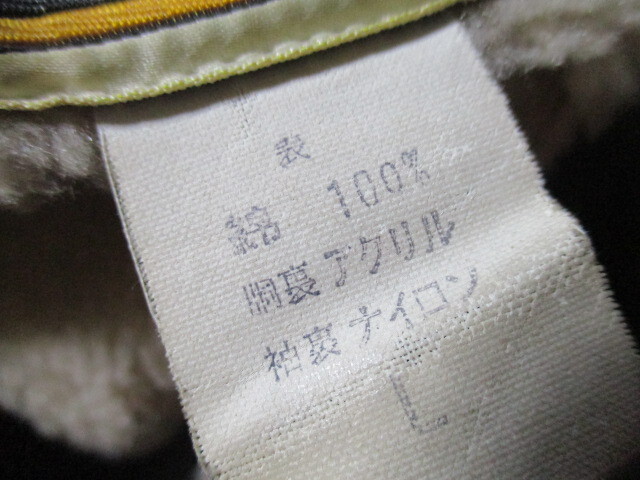 表
綿 100%
胴裏アクリル
袖裏ナイロン
L